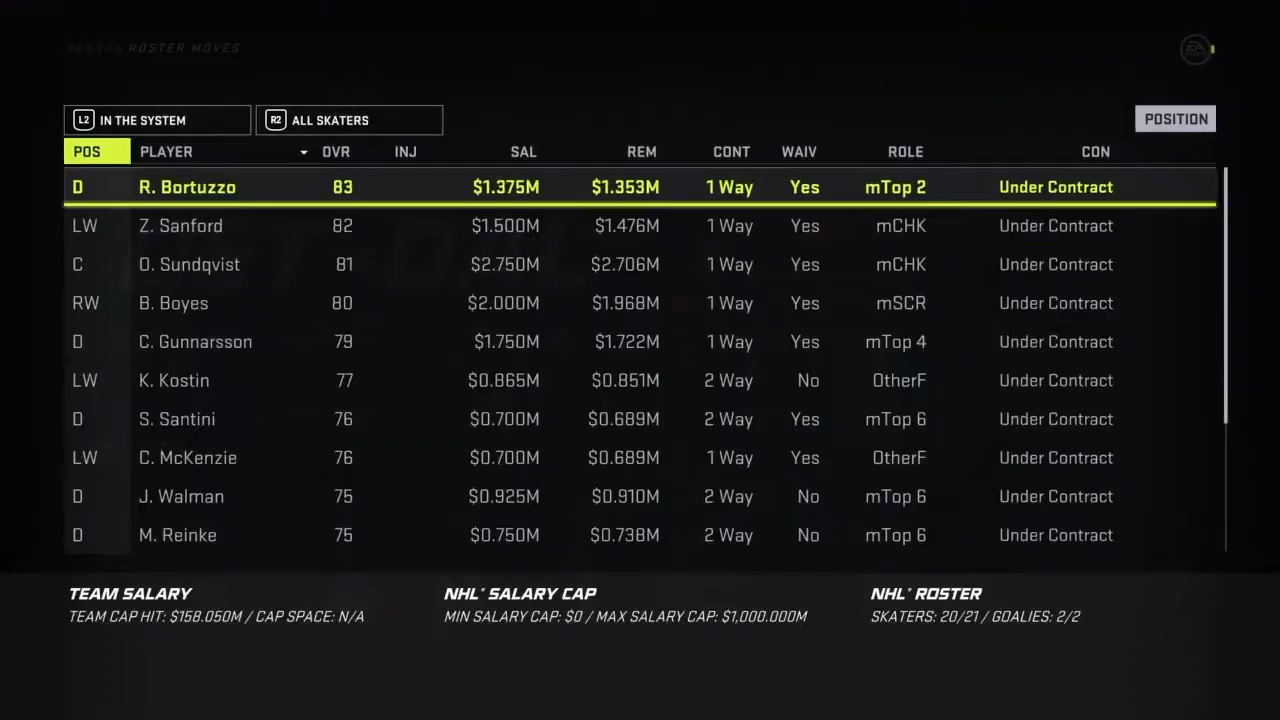 SEASON ROSTER MOVES
EA
L2 IN THE SYSTEM R2 ALL SKATERS POSITION
POS PLAYER OVR INJ SAL REM CONT WAIV ROLE CON
D R. Bortuzzo 83 $1.375M $1.353M 1 Way Yes mTop 2 Under Contract
LW Z. Sanford 82 $1.500M $1.476M 1 Way Yes mCHK Under Contract
C O. Sundqvist 81 $2.750M $2.706M 1 Way Yes mCHK Under Contract
RW B. Boyes 80 $2.000M $1.968M 1 Way Yes mSCR Under Contract
D C. Gunnarsson 79 $1.750M $1.722M 1 Way Yes mTop 4 Under Contract
LW K. Kostin 77 $0.865M $0.851M 2 Way No OtherF Under Contract
D S. Santini 76 $0.700M $0.689M 2 Way Yes mTop 6 Under Contract
LW C. McKenzie 76 $0.700M $0.689M 1 Way Yes OtherF Under Contract
D J. Walman 75 $0.925M $0.910M 2 Way No mTop 6 Under Contract
D M. Reinke 75 $0.750M $0.738M 2 Way No mTop 6 Under Contract
TEAM SALARY NHL® SALARY CAP NHL® ROSTER
TEAM CAP HIT: $158.050M / CAP SPACE: N/A MIN SALARY CAP: $0 / MAX SALARY CAP: $1,000.000M SKATERS: 20/21 / GOALIES: 2/2